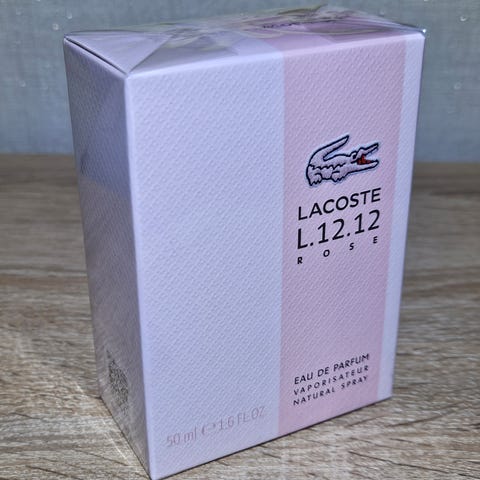 LACOSTE
L.12.12
ROSE
EAU DE PARFUM
VAPORISATEUR
NATURAL SPRAY
50 ml ℮ 1.6 FL.OZ